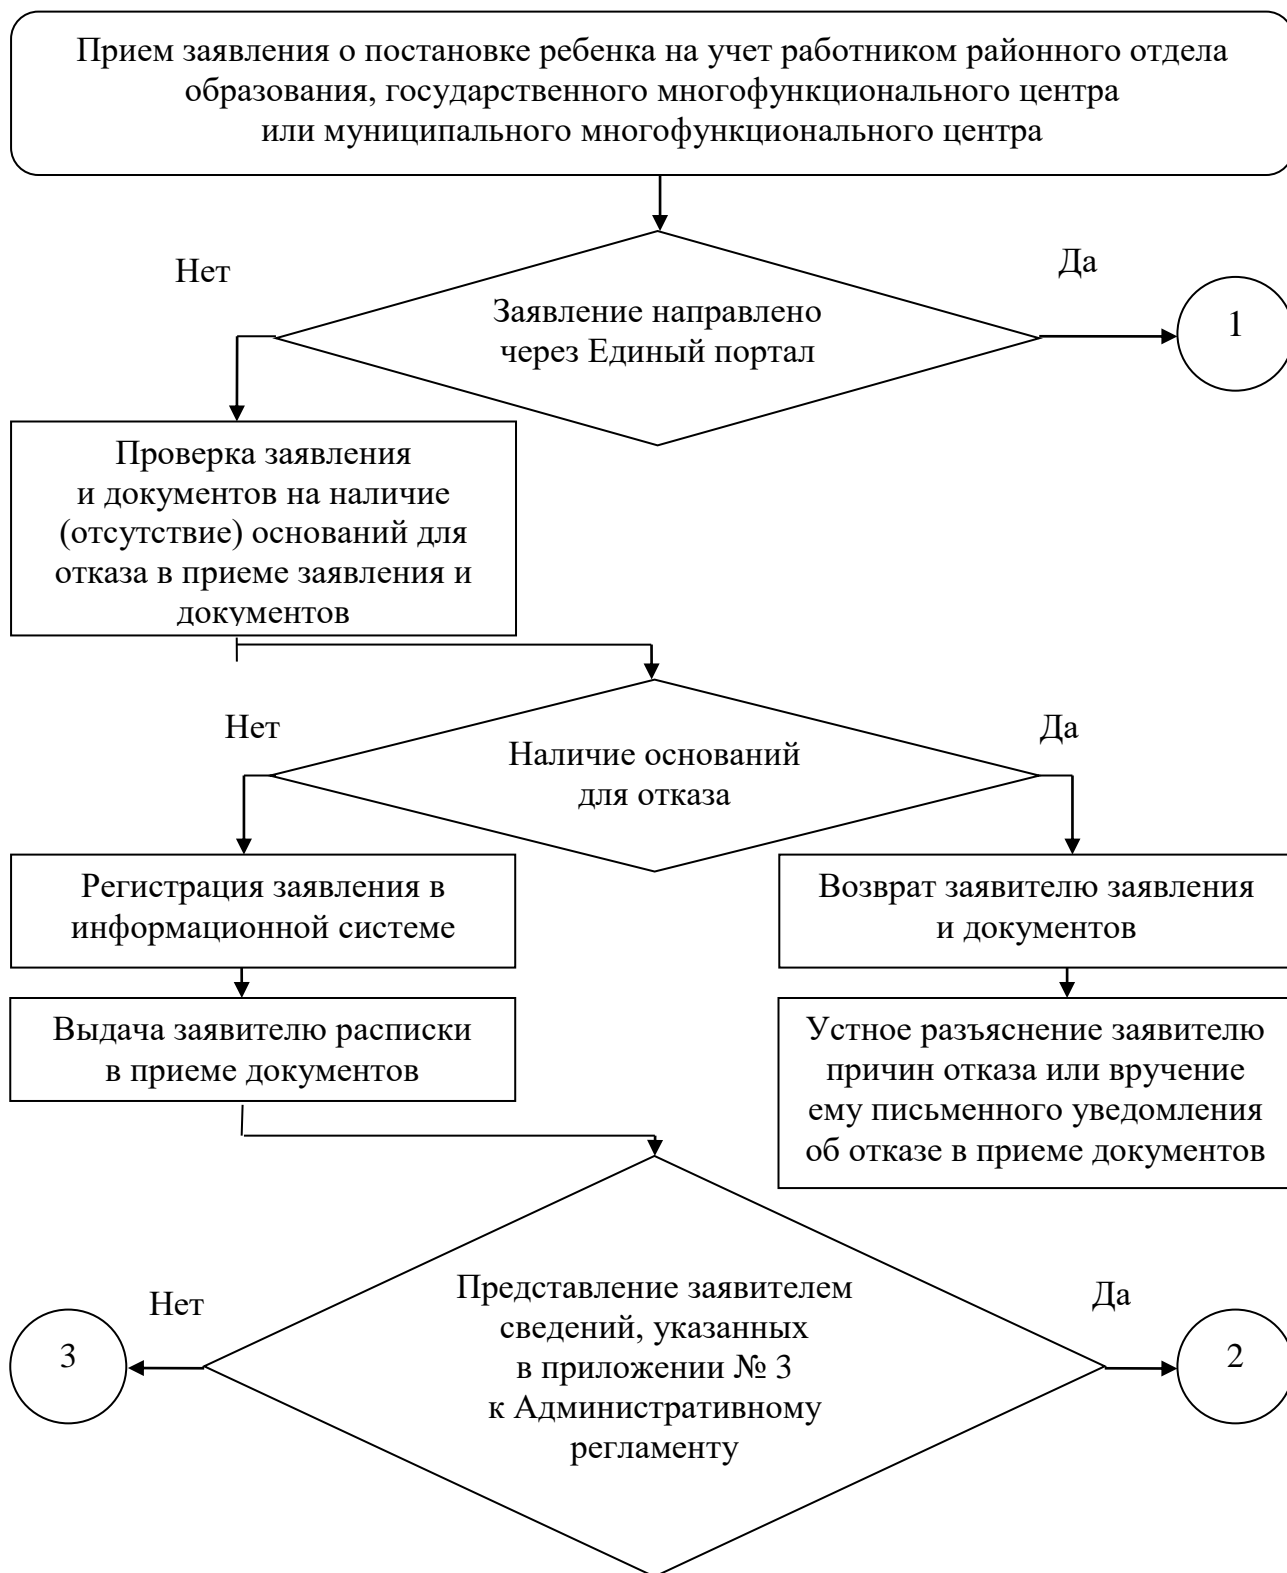 Прием заявления о постановке ребенка на учет работником районного отдела
образования, государственного многофункционального центра
или муниципального многофункционального центра
Нет
Да
Заявление направлено
через Единый портал
1
Проверка заявления
и документов на наличие
(отсутствие) оснований для
отказа в приеме заявления и
документов
Нет
Да
Наличие оснований
для отказа
Регистрация заявления в
информационной системе
Возврат заявителю заявления
и документов
Выдача заявителю расписки
в приеме документов
Устное разъяснение заявителю
причин отказа или вручение
ему письменного уведомления
об отказе в приеме документов
Нет
Да
Представление заявителем
сведений, указанных
в приложении № 3
к Административному
регламенту
3
2